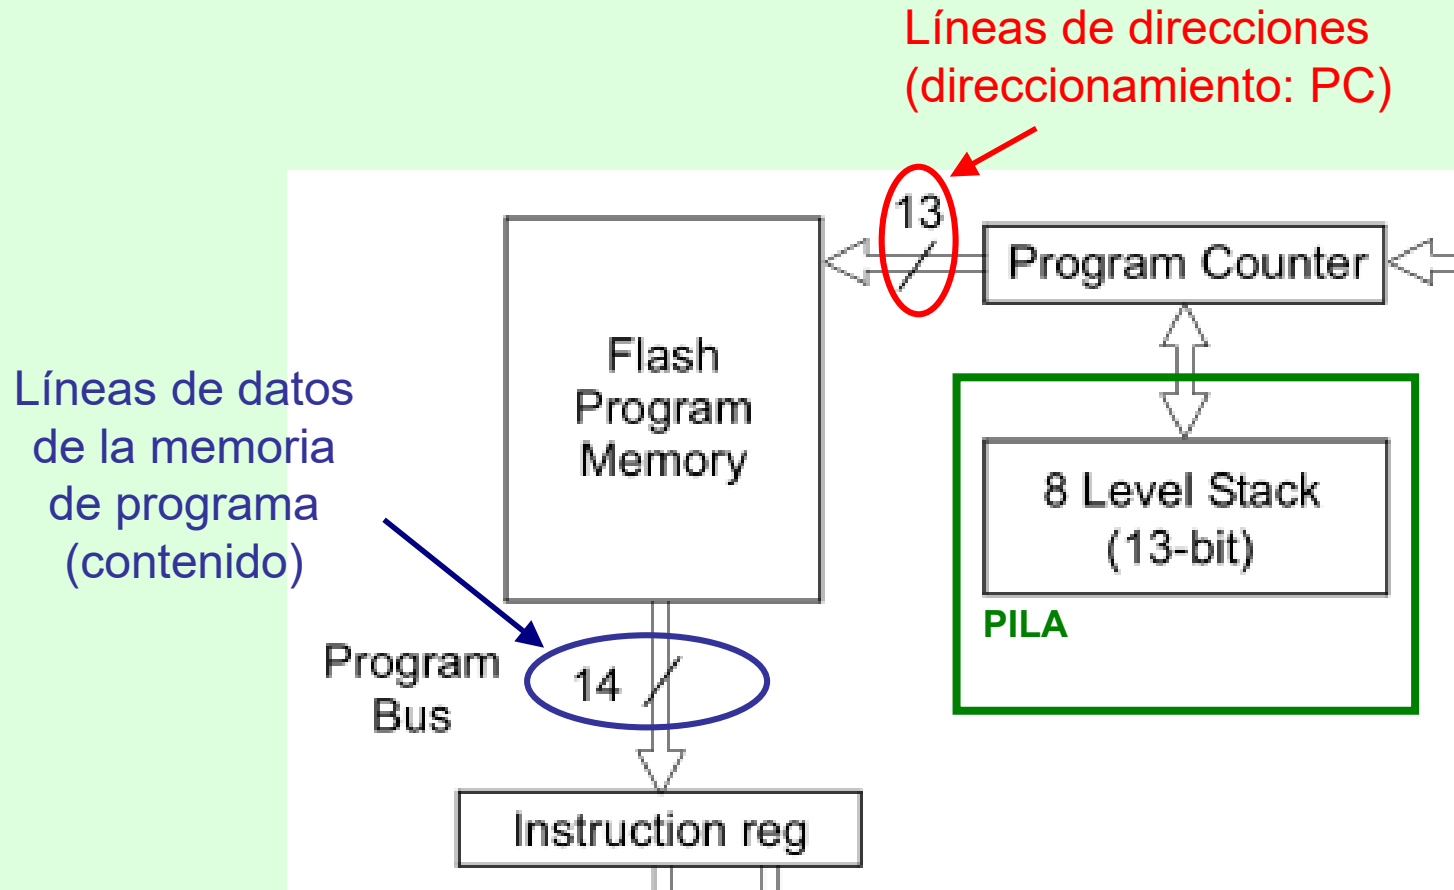 Líneas de direcciones
(direccionamiento: PC)
13
Program Counter
Flash
Program
Memory
Líneas de datos
de la memoria
de programa
(contenido)
8 Level Stack
(13-bit)
PILA
Program
Bus
14
Instruction reg